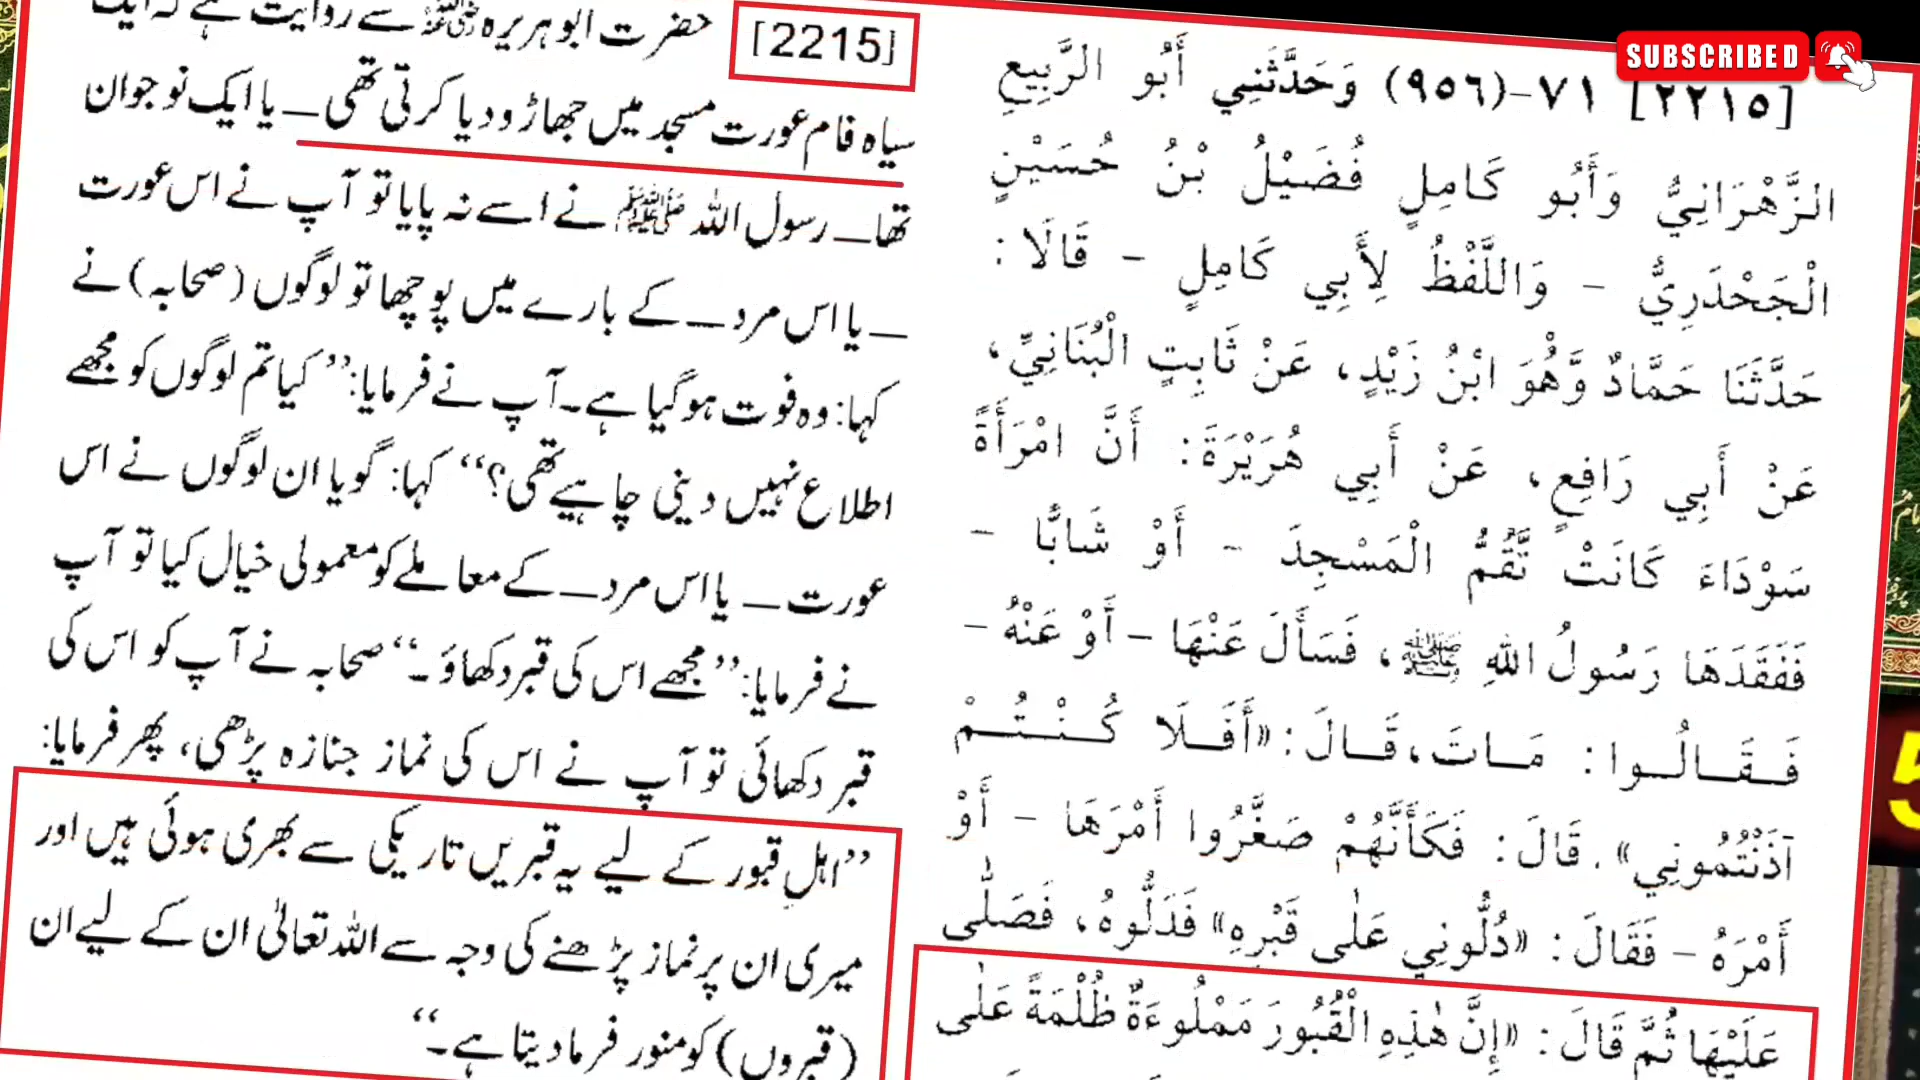 SUBSCRIBED
[٢٢١٥] ٧١-(٩٥٦) وَحَدَّثَنِي أَبُو الرَّبِيعِ
الزَّهْرَانِيُّ وَأَبُو كَامِلٍ فُضَيْلُ بْنُ حُسَيْنٍ
الْجَحْدَرِيُّ - وَاللَّفْظُ لِأَبِي كَامِلٍ - قَالَا:
حَدَّثَنَا حَمَّادٌ وَّهُوَ ابْنُ زَيْدٍ، عَنْ ثَابِتٍ الْبُنَانِيِّ،
عَنْ أَبِي رَافِعٍ، عَنْ أَبِي هُرَيْرَةَ: أَنَّ امْرَأَةً
سَوْدَاءَ كَانَتْ تَقُمُّ الْمَسْجِدَ - أَوْ شَابًّا -
فَفَقَدَهَا رَسُولُ اللهِ ﷺ، فَسَأَلَ عَنْهَا - أَوْ عَنْهُ -
فَقَالُوا: مَاتَ، قَالَ: «أَفَلَا كُنْتُمْ
آذَنْتُمُونِي». قَالَ: فَكَأَنَّهُمْ صَغَّرُوا أَمْرَهَا - أَوْ
أَمْرَهُ - فَقَالَ: «دُلُّونِي عَلٰى قَبْرِهِ» فَدَلُّوهُ، فَصَلّٰى
عَلَيْهَا ثُمَّ قَالَ: «إِنَّ هٰذِهِ الْقُبُورَ مَمْلُوءَةٌ ظُلْمَةً عَلٰى
[2215] حضرت ابوہریرہ رضی اللہ عنہ سے روایت ہے کہ ایک
سیاہ فام عورت مسجد میں جھاڑو دیا کرتی تھی — یا ایک نوجوان
تھا — رسول اللہ ﷺ نے اسے نہ پایا تو آپ نے اس عورت
— یا اس مرد — کے بارے میں پوچھا تو لوگوں (صحابہ) نے
کہا: وہ فوت ہو گیا ہے۔ آپ نے فرمایا: ’’کیا تم لوگوں کو مجھے
اطلاع نہیں دینی چاہیے تھی؟‘‘ کہا: گویا ان لوگوں نے اس
عورت — یا اس مرد — کے معاملے کو معمولی خیال کیا تو آپ
نے فرمایا: ’’مجھے اس کی قبر دکھاؤ۔‘‘ صحابہ نے آپ کو اس کی
قبر دکھائی تو آپ نے اس کی نماز جنازہ پڑھی، پھر فرمایا:
’’اہلِ قبور کے لیے یہ قبریں تاریکی سے بھری ہوئی ہیں اور
میری ان پر نماز پڑھنے کی وجہ سے اللہ تعالیٰ ان کے لیے ان
(قبروں) کو منور فرما دیتا ہے۔‘‘